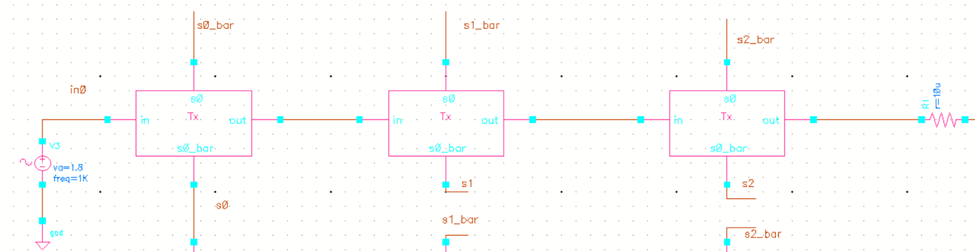 s0_bar
s1_bar
s2_bar
in0
s0
s0
s0
r=10u
R1
in
Tx
out
in
Tx
out
in
Tx
out
s0_bar
s0_bar
s0_bar
V3
va=1.8
freq=1K
s1
s2
s0
s1_bar
s2_bar
gnd